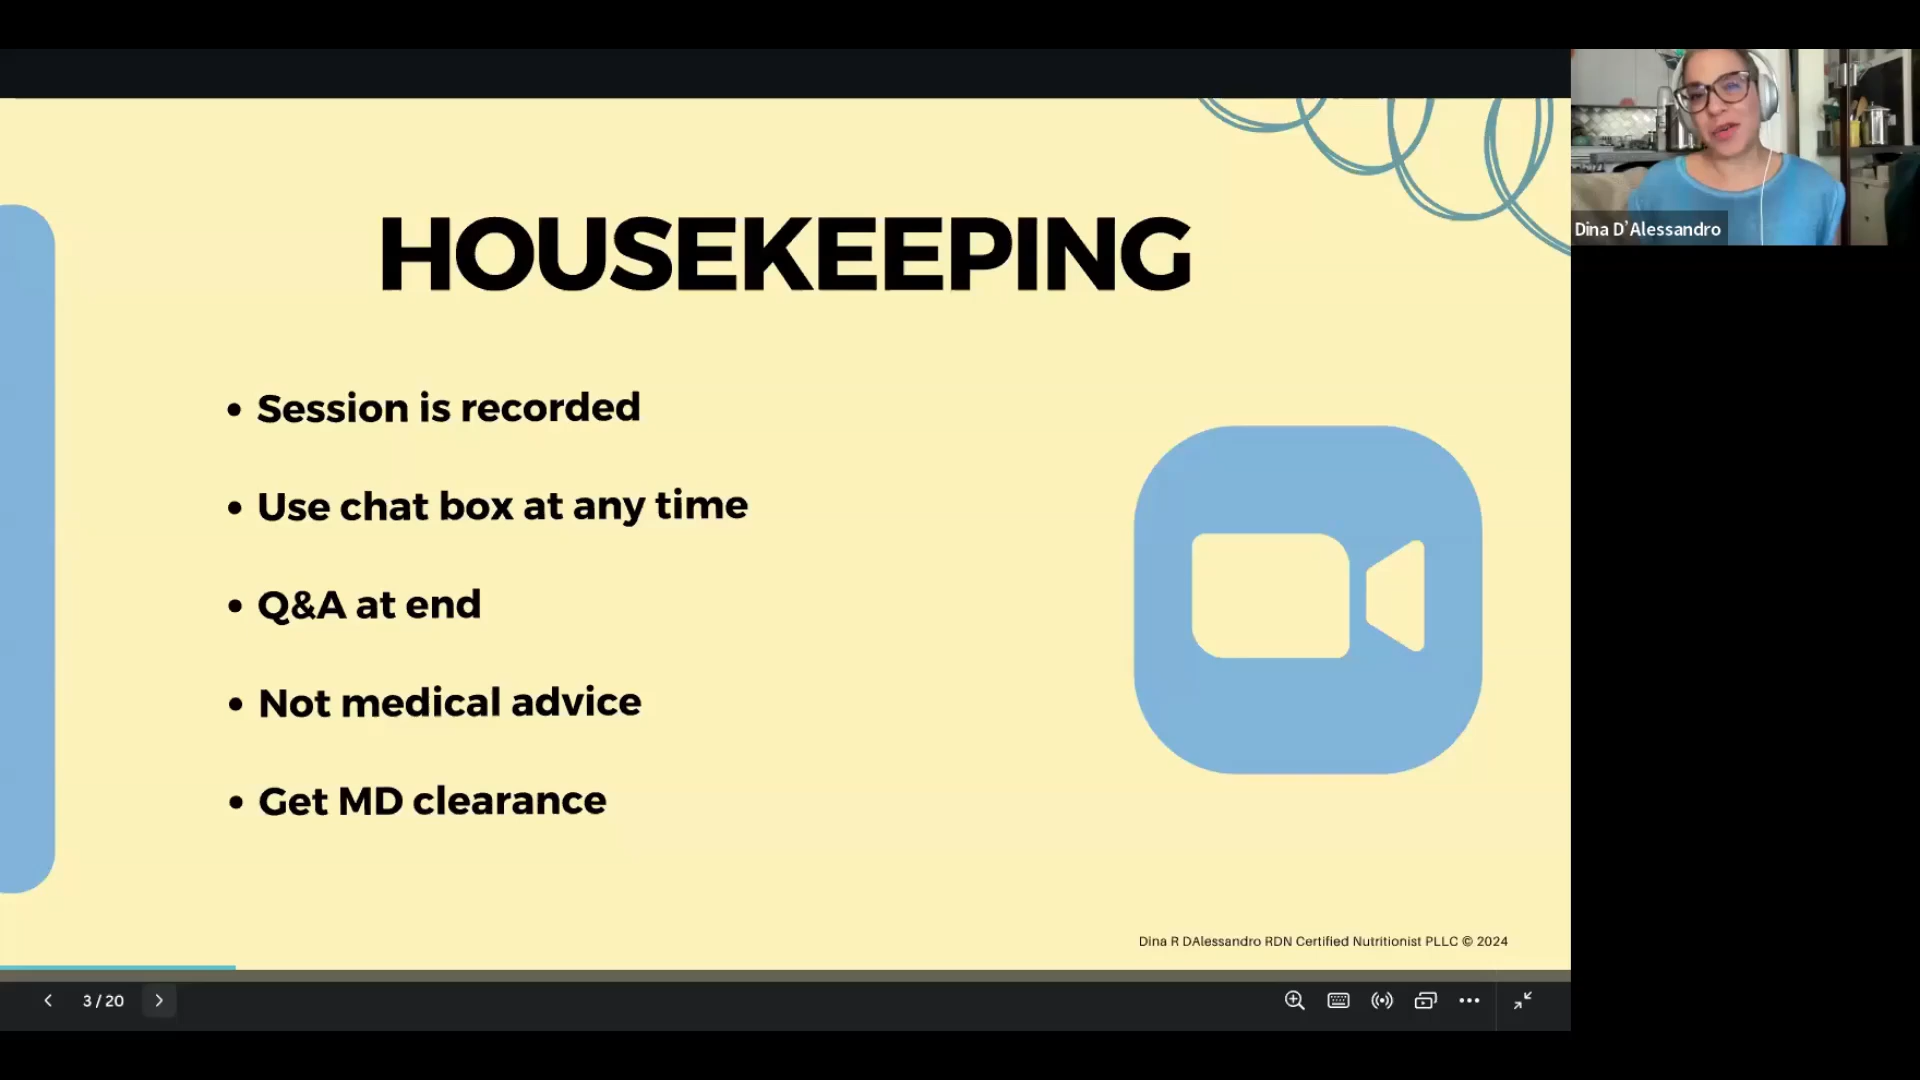 HOUSEKEEPING
Dina D'Alessandro
• Session is recorded
• Use chat box at any time
• Q&A at end
• Not medical advice
• Get MD clearance
Dina R DAlessandro RDN Certified Nutritionist PLLC © 2024
3 / 20